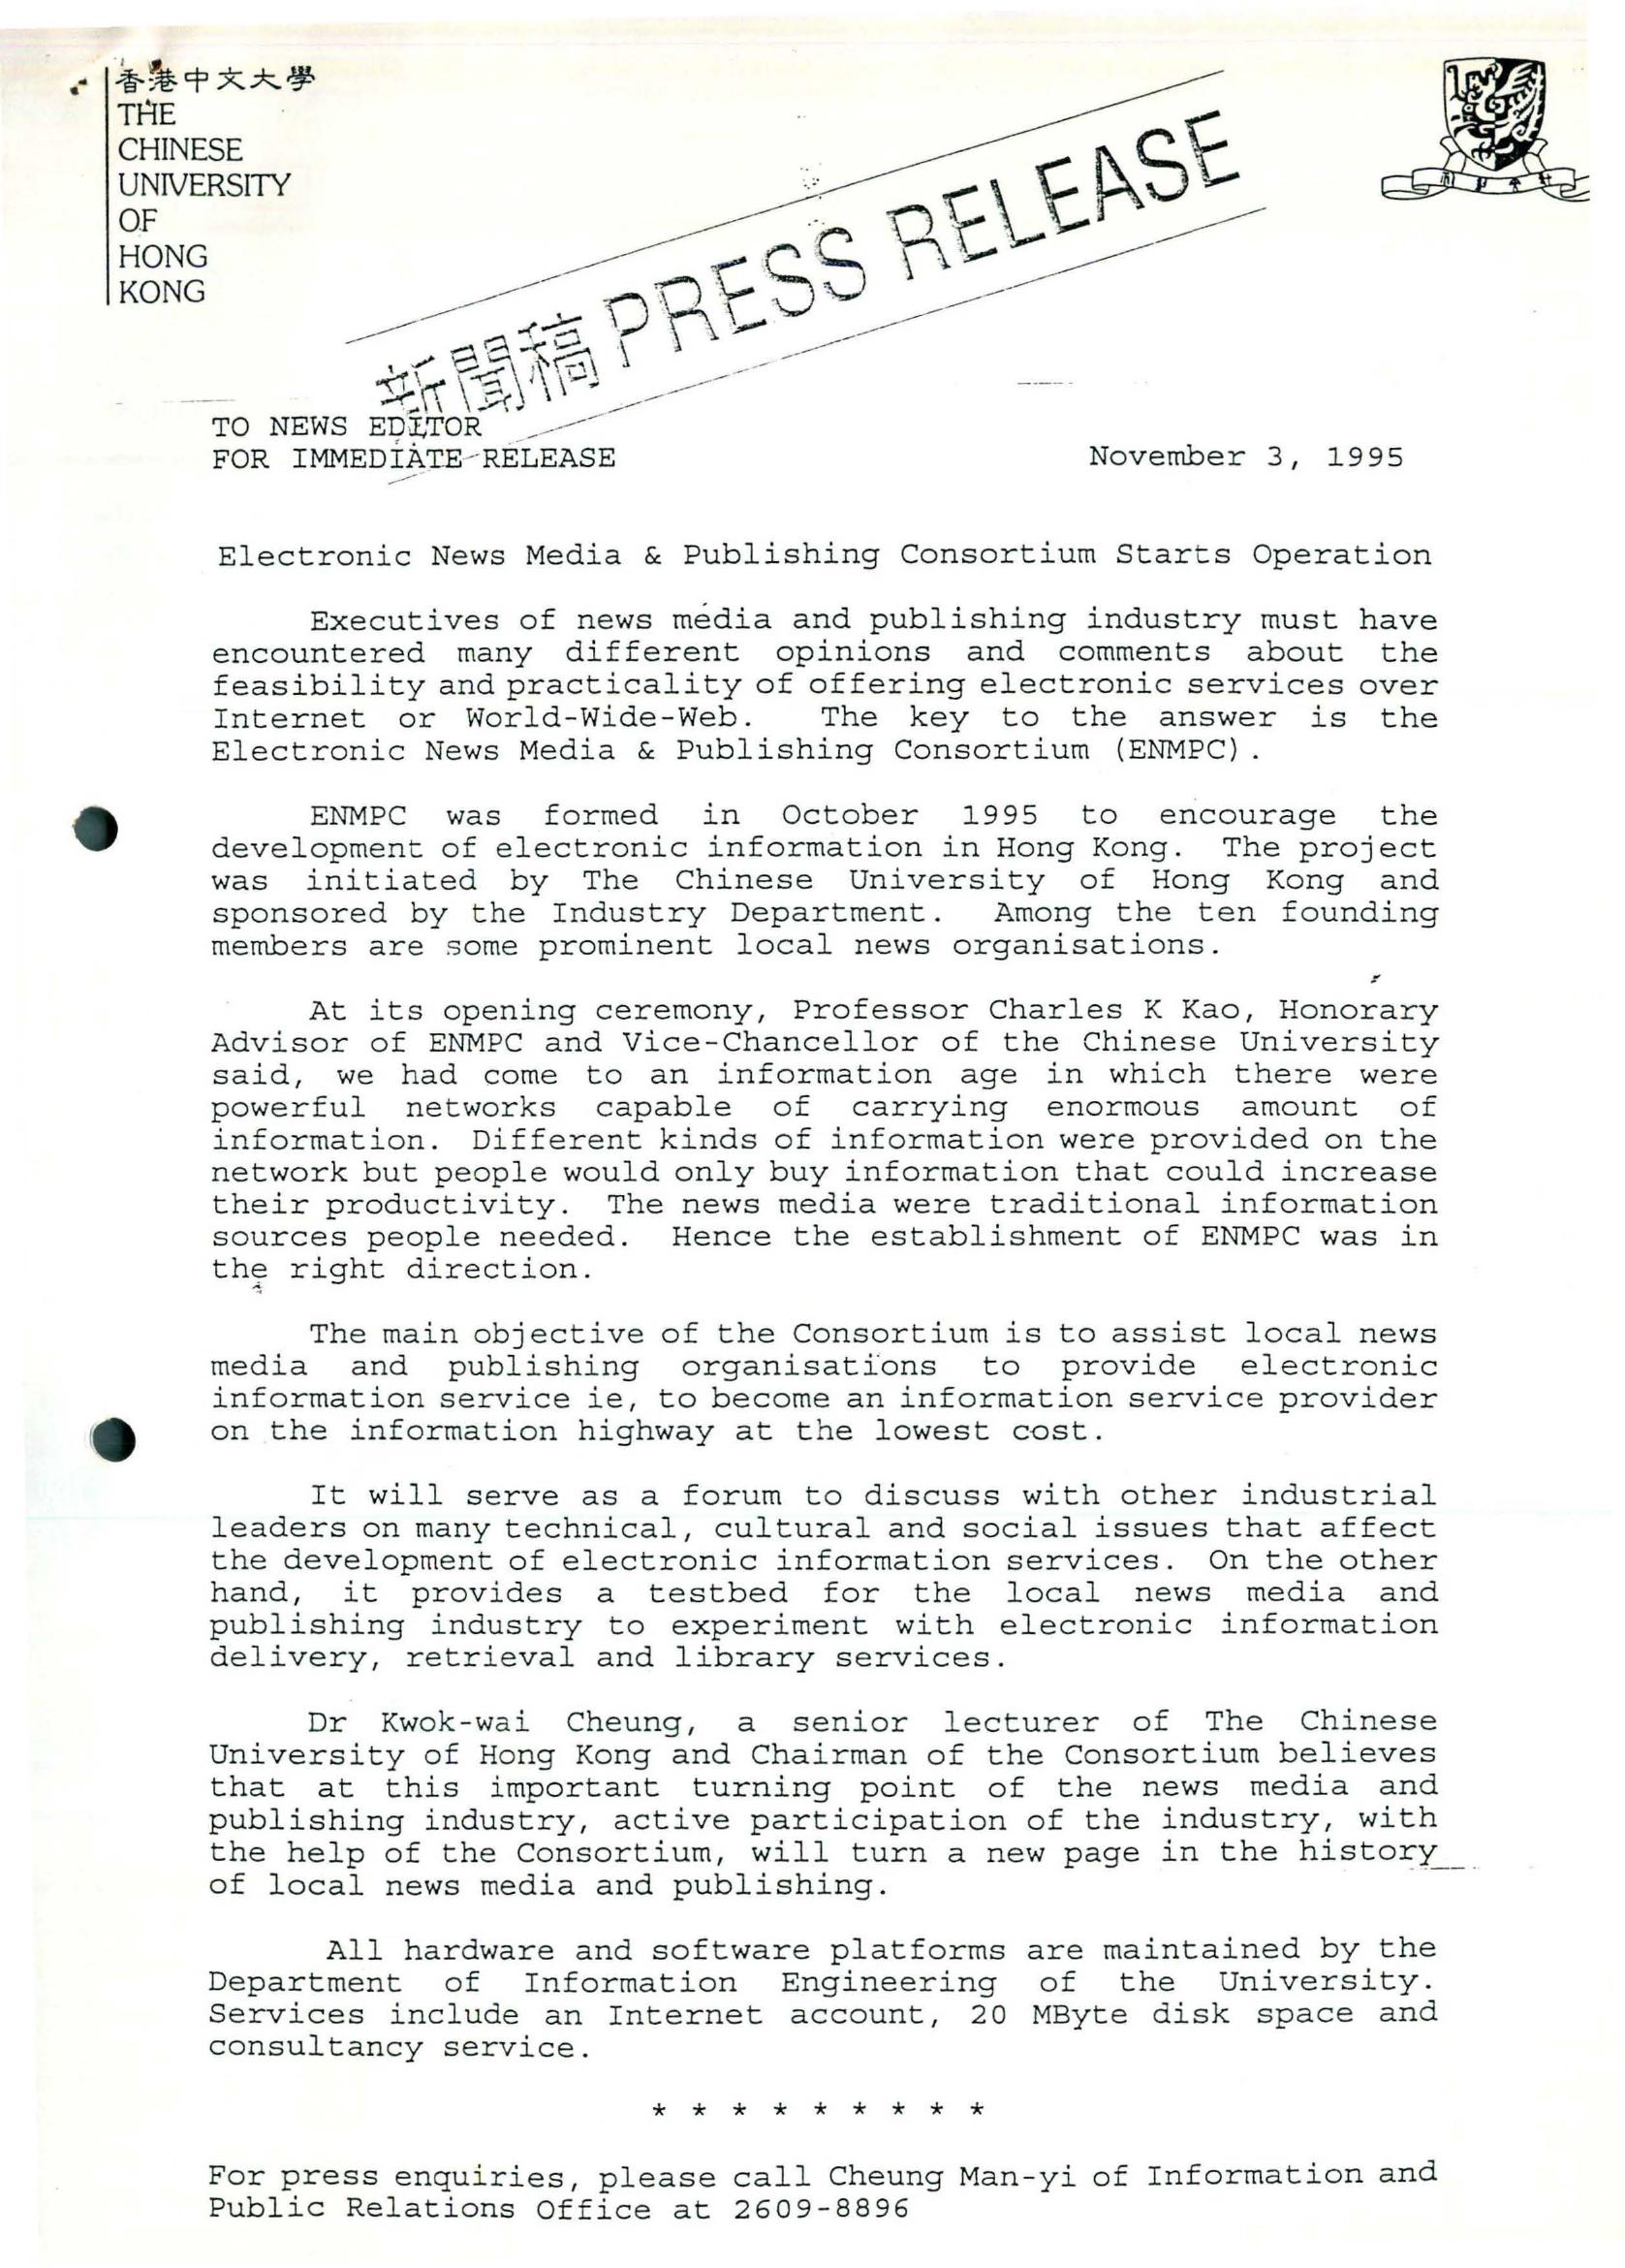 香港中文大學
THE
CHINESE
UNIVERSITY
OF
HONG
KONG
新聞稿 PRESS RELEASE
TO NEWS EDITOR
FOR IMMEDIATE RELEASE
November 3, 1995
Electronic News Media & Publishing Consortium Starts Operation
Executives of news media and publishing industry must have
encountered many different opinions and comments about the
feasibility and practicality of offering electronic services over
Internet or World-Wide-Web. The key to the answer is the
Electronic News Media & Publishing Consortium (ENMPC).
ENMPC was formed in October 1995 to encourage the
development of electronic information in Hong Kong. The project
was initiated by The Chinese University of Hong Kong and
sponsored by the Industry Department. Among the ten founding
members are some prominent local news organisations.
At its opening ceremony, Professor Charles K Kao, Honorary
Advisor of ENMPC and Vice-Chancellor of the Chinese University
said, we had come to an information age in which there were
powerful networks capable of carrying enormous amount of
information. Different kinds of information were provided on the
network but people would only buy information that could increase
their productivity. The news media were traditional information
sources people needed. Hence the establishment of ENMPC was in
the right direction.
The main objective of the Consortium is to assist local news
media and publishing organisations to provide electronic
information service ie, to become an information service provider
on the information highway at the lowest cost.
It will serve as a forum to discuss with other industrial
leaders on many technical, cultural and social issues that affect
the development of electronic information services. On the other
hand, it provides a testbed for the local news media and
publishing industry to experiment with electronic information
delivery, retrieval and library services.
Dr Kwok-wai Cheung, a senior lecturer of The Chinese
University of Hong Kong and Chairman of the Consortium believes
that at this important turning point of the news media and
publishing industry, active participation of the industry, with
the help of the Consortium, will turn a new page in the history
of local news media and publishing.
All hardware and software platforms are maintained by the
Department of Information Engineering of the University.
Services include an Internet account, 20 MByte disk space and
consultancy service.
* * * * * * * * *
For press enquiries, please call Cheung Man-yi of Information and
Public Relations Office at 2609-8896